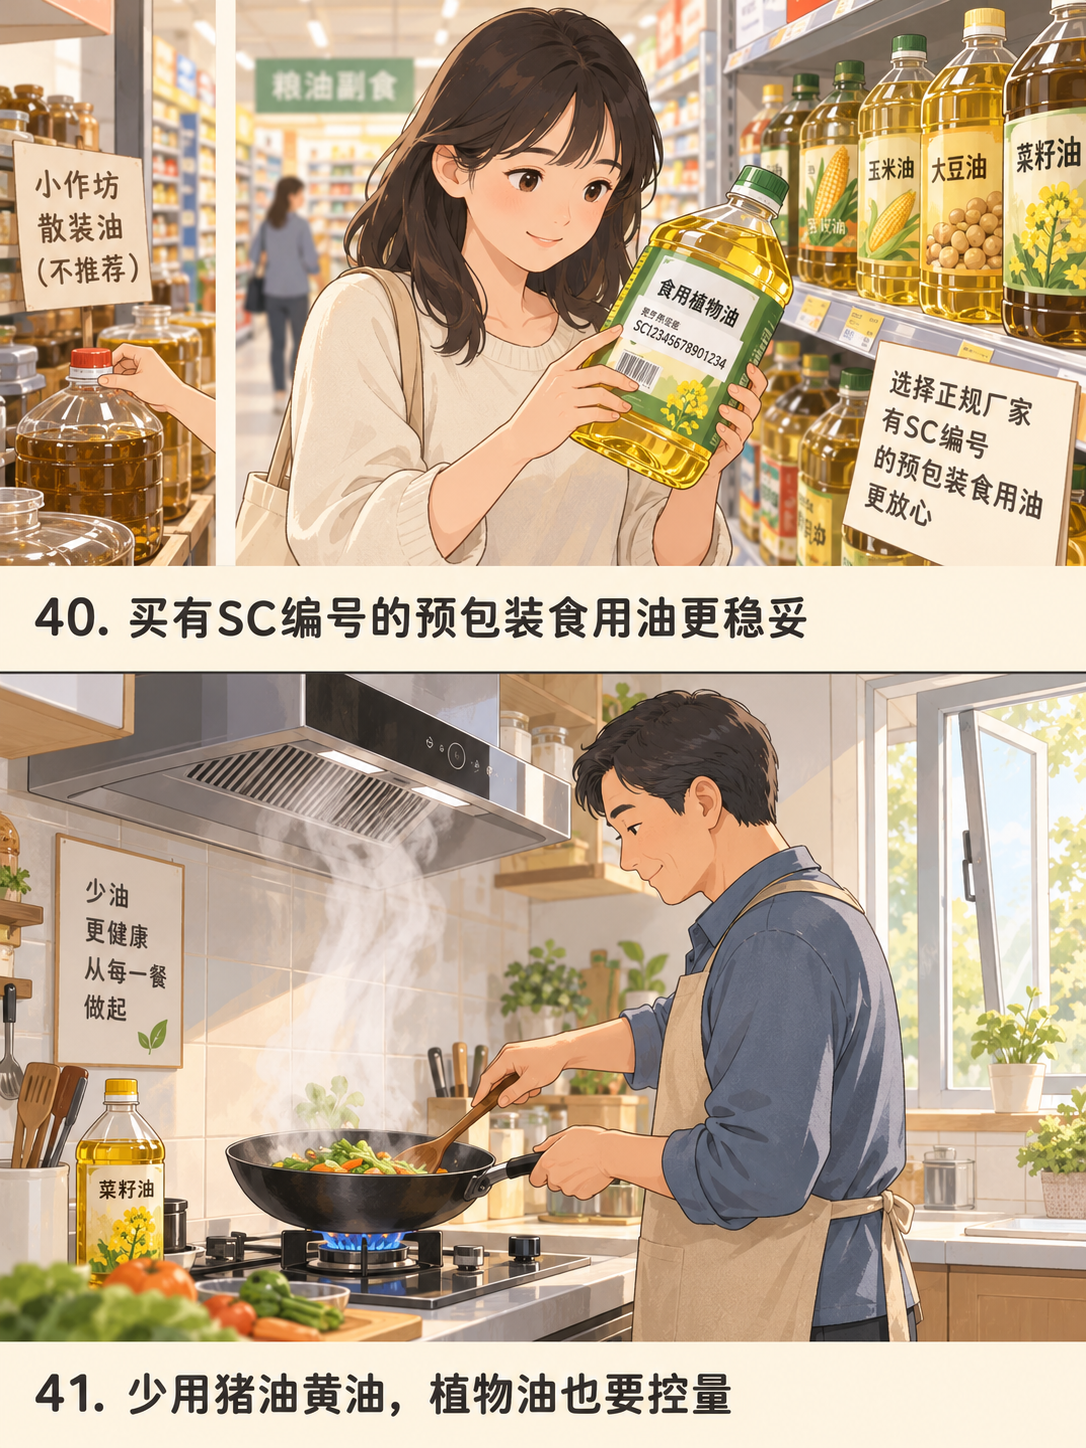 粮油副食
小作坊
散装油
（不推荐）
食用植物油
SC12345678901234
玉米油
大豆油
菜籽油
选择正规厂家
有SC编号
的预包装食用油
更放心
40. 买有SC编号的预包装食用油更稳妥
少油
更健康
从每一餐
做起
菜籽油
41. 少用猪油黄油，植物油也要控量